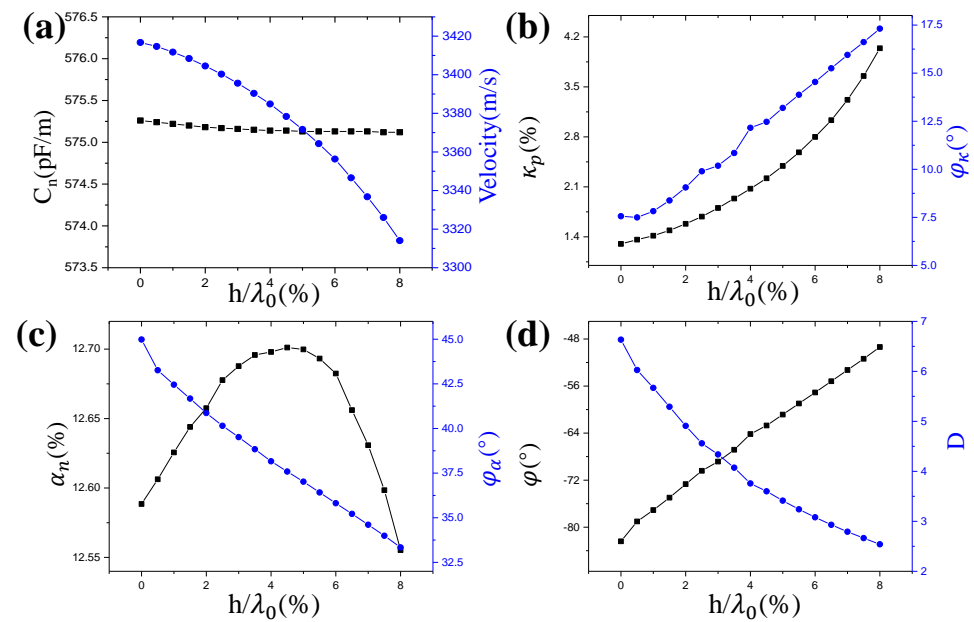 (a)
576.5
576.0
575.5
575.0
574.5
574.0
573.5
Cₙ(pF/m)
0 2 4 6 8
h/λ₀(%)
3420
3400
3380
3360
3340
3320
3300
Velocity(m/s)
(b)
4.2
3.5
2.8
2.1
1.4
κₚ(%)
0 2 4 6 8
h/λ₀(%)
17.5
15.0
12.5
10.0
7.5
5.0
φ_κ(°)
(c)
12.70
12.65
12.60
12.55
αₙ(%)
0 2 4 6 8
h/λ₀(%)
45.0
42.5
40.0
37.5
35.0
32.5
φ_α(°)
(d)
-48
-56
-64
-72
-80
φ(°)
0 2 4 6 8
h/λ₀(%)
7
6
5
4
3
2
D